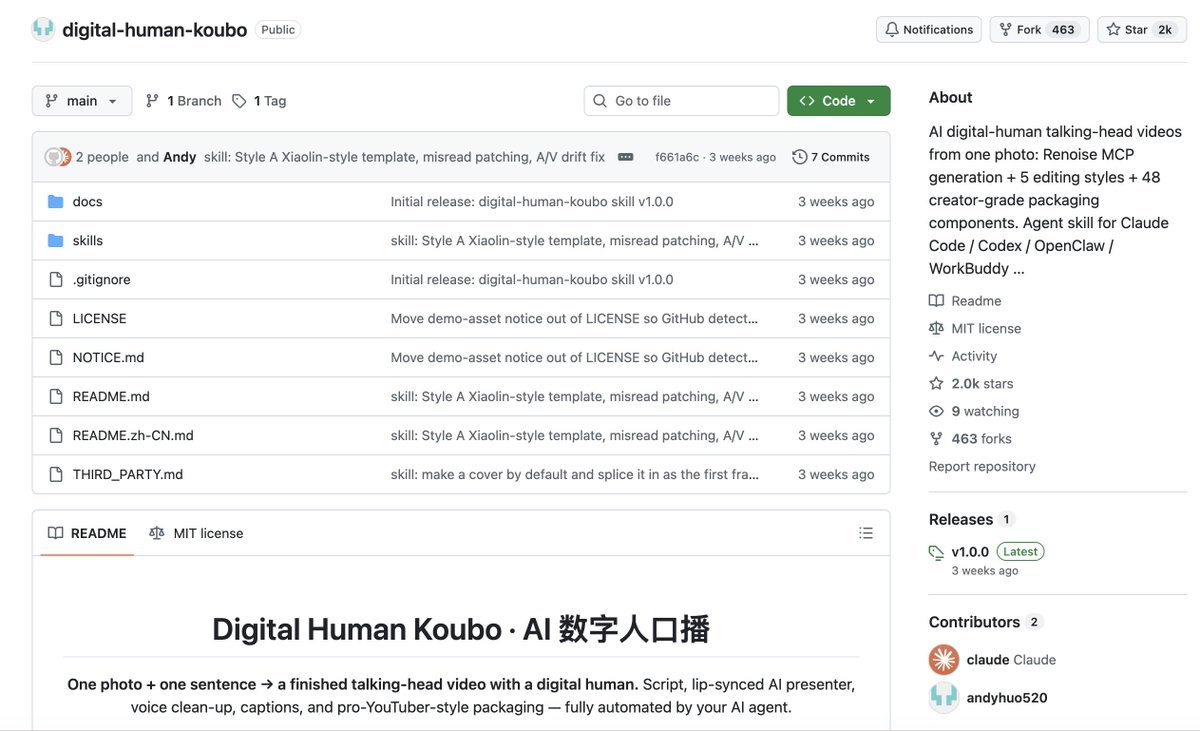 digital-human-koubo Public
Notifications Fork 463 Star 2k
main 1 Branch 1 Tag Go to file Code
2 people and Andy skill: Style A Xiaolin-style template, misread patching, A/V drift fix f661a6c · 3 weeks ago 7 Commits
docs Initial release: digital-human-koubo skill v1.0.0 3 weeks ago
skills skill: Style A Xiaolin-style template, misread patching, A/V ... 3 weeks ago
.gitignore Initial release: digital-human-koubo skill v1.0.0 3 weeks ago
LICENSE Move demo-asset notice out of LICENSE so GitHub detect... 3 weeks ago
NOTICE.md Move demo-asset notice out of LICENSE so GitHub detect... 3 weeks ago
README.md skill: Style A Xiaolin-style template, misread patching, A/V ... 3 weeks ago
README.zh-CN.md skill: Style A Xiaolin-style template, misread patching, A/V ... 3 weeks ago
THIRD_PARTY.md skill: make a cover by default and splice it in as the first fra... 3 weeks ago
README MIT license
Digital Human Koubo · AI 数字人口播
One photo + one sentence → a finished talking-head video with a digital human. Script, lip-synced AI presenter,
voice clean-up, captions, and pro-YouTuber-style packaging — fully automated by your AI agent.
About
AI digital-human talking-head videos
from one photo: Renoise MCP
generation + 5 editing styles + 48
creator-grade packaging
components. Agent skill for Claude
Code / Codex / OpenClaw /
WorkBuddy ...
Readme
MIT license
Activity
2.0k stars
9 watching
463 forks
Report repository
Releases 1
v1.0.0 Latest
3 weeks ago
Contributors 2
claude Claude
andyhuo520